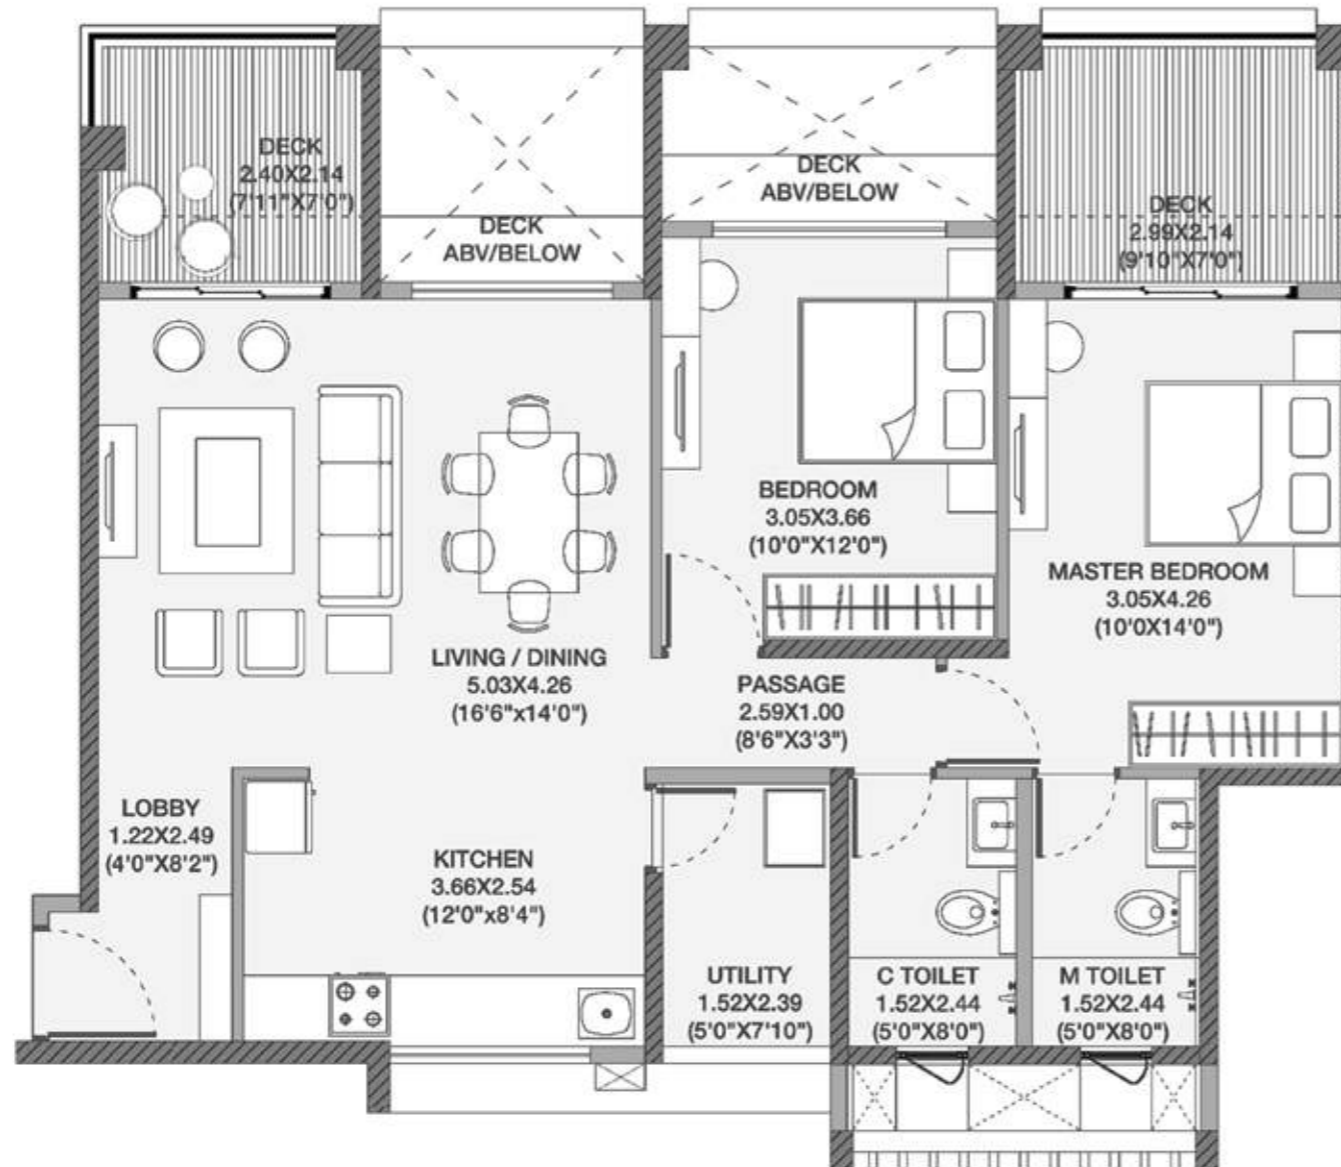 DECK
2.40X2.14
(7'11"X7'0")
DECK
ABV/BELOW
DECK
ABV/BELOW
DECK
2.99X2.14
(9'10"X7'0")
BEDROOM
3.05X3.66
(10'0"X12'0")
MASTER BEDROOM
3.05X4.26
(10'0X14'0")
LIVING / DINING
5.03X4.26
(16'6"x14'0")
PASSAGE
2.59X1.00
(8'6"X3'3")
LOBBY
1.22X2.49
(4'0"X8'2")
KITCHEN
3.66X2.54
(12'0"x8'4")
UTILITY
1.52X2.39
(5'0"X7'10")
C TOILET
1.52X2.44
(5'0"X8'0")
M TOILET
1.52X2.44
(5'0"X8'0")